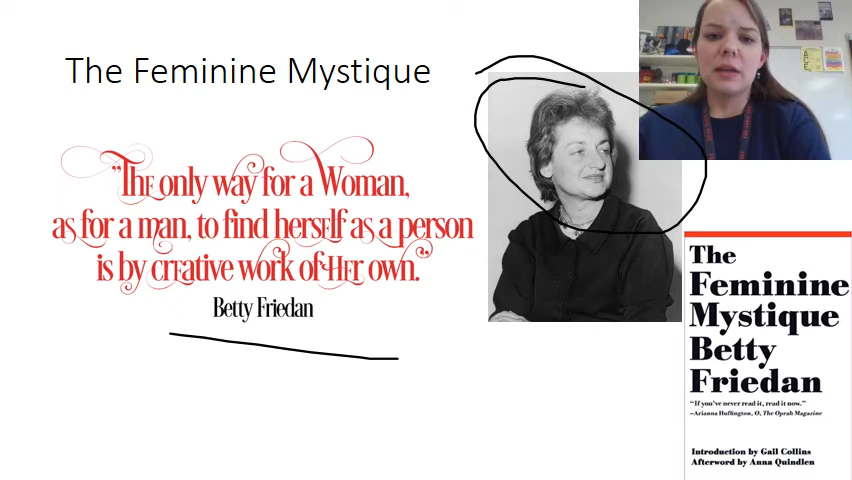 The Feminine Mystique
"The only way for a Woman,
as for a man, to find herself as a person
is by creative work of Her own."
Betty Friedan
The
Feminine
Mystique
Betty
Friedan
"If you've never read it, read it now."
—Arianna Huffington, O, The Oprah Magazine
Introduction by Gail Collins
Afterword by Anna Quindlen